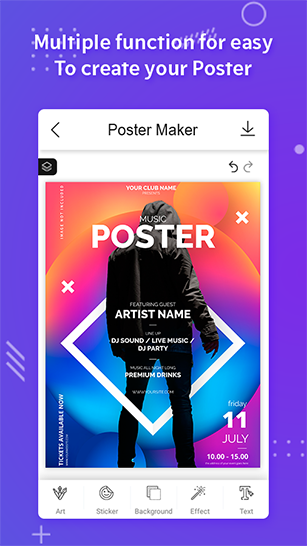 Multiple function for easy
To create your Poster
Poster Maker
IMAGE NOT INCLUDED
YOUR CLUB NAME
PRESENTS
MUSIC
POSTER
FEATURING GUEST
ARTIST NAME
LINE UP
DJ SOUND / LIVE MUSIC /
DJ PARTY
MUSIC ALL NIGHT LONG
PREMIUM DRINKS
WWW.YOURSITE.COM
TICKETS AVAILABLE NOW
friday
11
JULY
10.00 - 15.00
Art
Sticker
Background
Effect
Text